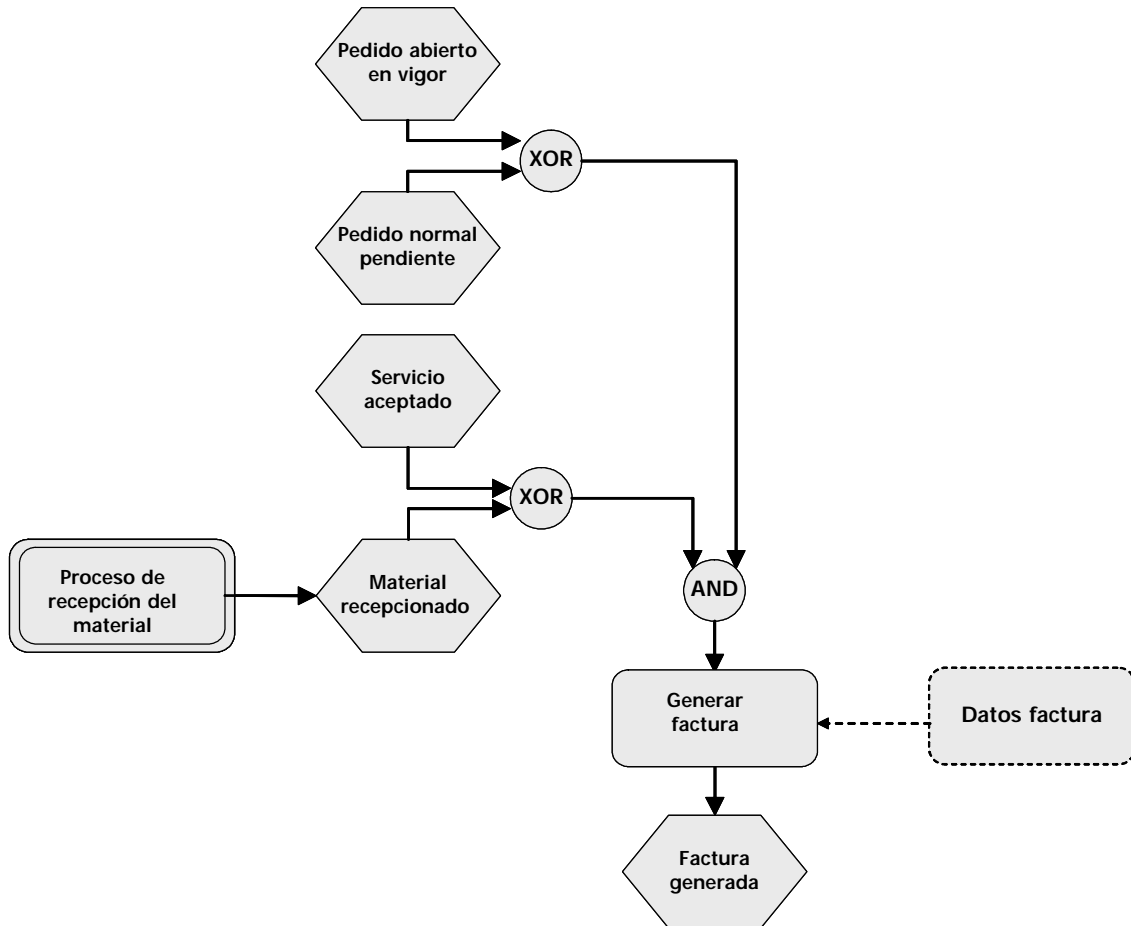 Pedido abierto
en vigor
XOR
Pedido normal
pendiente
Servicio
aceptado
XOR
Proceso de
recepción del
material
Material
recepcionado
AND
Generar
factura
Datos factura
Factura
generada